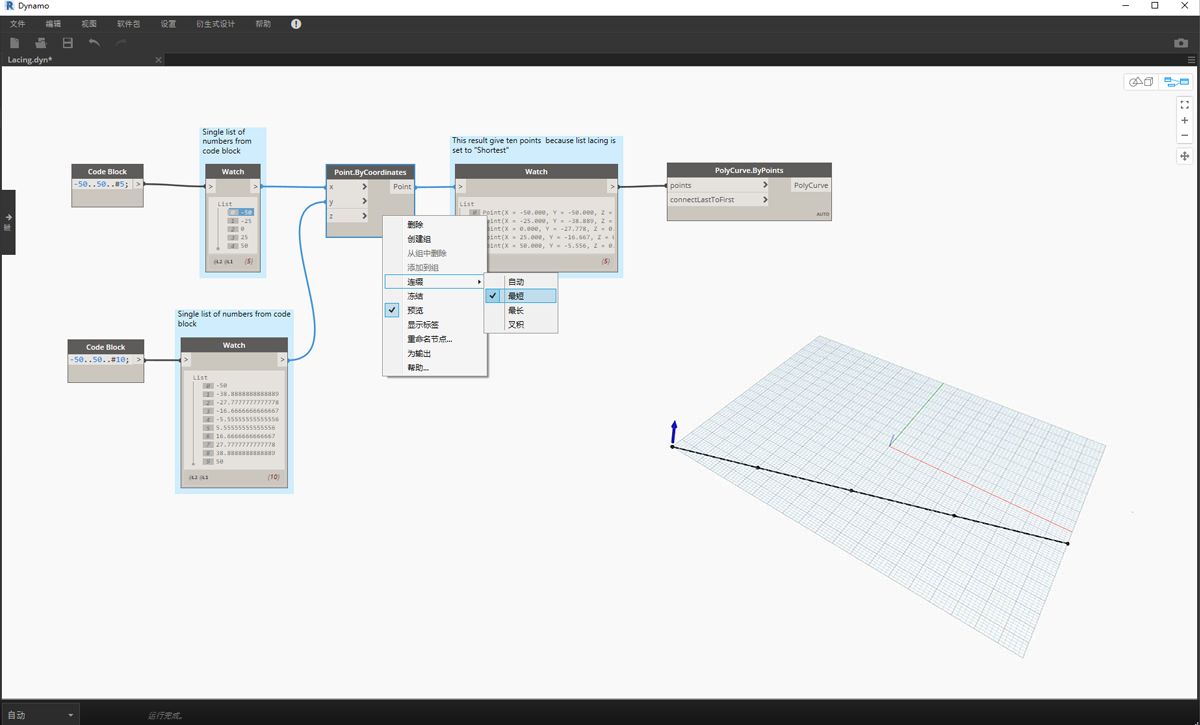 Dynamo
文件 编辑 视图 软件包 设置 衍生式设计 帮助
Lacing.dyn*
Single list of
numbers from
code block
This result give ten points because list lacing is
set to "Shortest"
Code Block
-50..50..#5; >
Watch
> >
List
0 -50
1 -25
2 0
3 25
4 50
@L2 @L1 {5}
Point.ByCoordinates
x > Point
y >
z >
Watch
> >
List
0 Point(X = -50.000, Y = -50.000, Z =
Point(X = -25.000, Y = -38.889, Z =
oint(X = 0.000, Y = -27.778, Z = 0.
oint(X = 25.000, Y = -16.667, Z =
oint(X = 50.000, Y = -5.556, Z = 0.
{5}
PolyCurve.ByPoints
points > PolyCurve
connectLastToFirst >
AUTO
删除
创建组
从组中删除
添加到组
连缀
冻结
预览
显示标签
重命名节点...
为输出
帮助...
自动
最短
最长
叉积
Single list of numbers from code
block
Code Block
-50..50..#10; >
Watch
> >
List
0 -50
1 -38.8888888888889
2 -27.7777777777778
3 -16.6666666666667
4 -5.55555555555556
5 5.55555555555556
6 16.6666666666667
7 27.7777777777778
8 38.8888888888889
9 50
@L2 @L1 {10}
自动 运行完成。